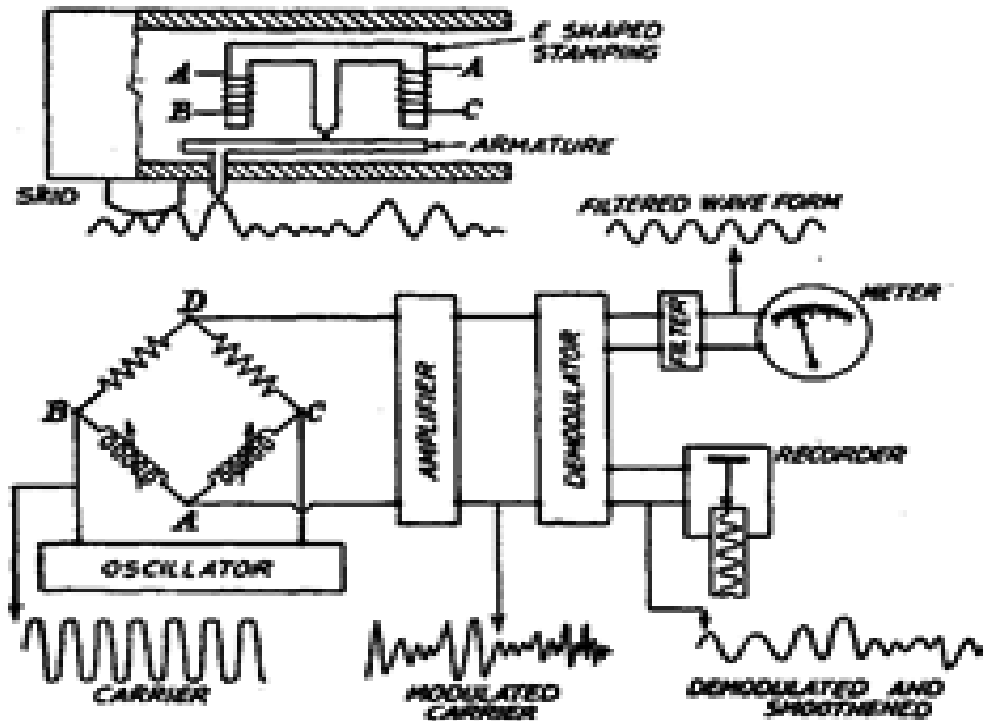 E SHAPED
STAMPING
A
A
B
C
ARMATURE
SKID
FILTERED WAVE FORM
METER
D
FILTER
B
C
AMPLIFIER
DEMODULATOR
RECORDER
A
OSCILLATOR
CARRIER
MODULATED
CARRIER
DEMODULATED AND
SMOOTHENED